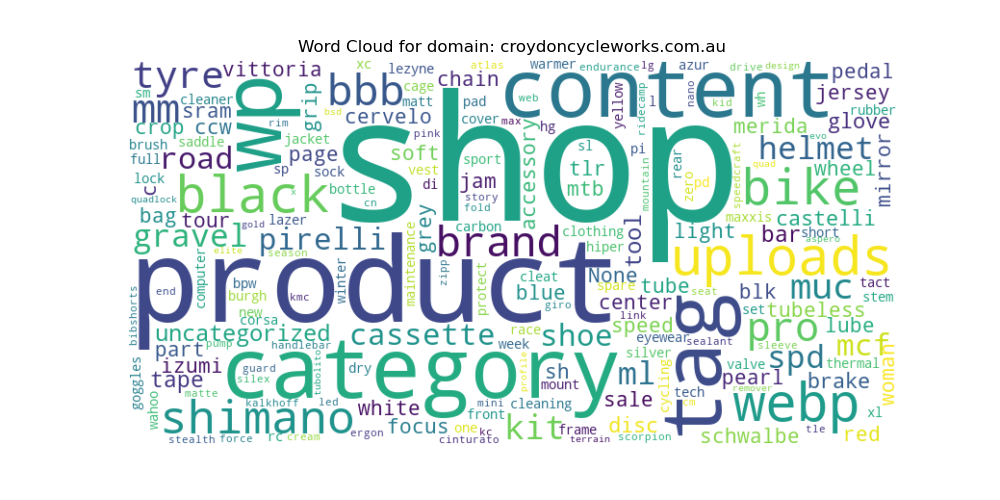 Word Cloud for domain: croydoncycleworks.com.au
tyre vittoria xc lezyne atlas warmer endurance lg azur drive design pedal
sm cleaner wp grip bbb cage chain content nano kid wh jersey
mm sram matt pad web yellow l rubber
crop ccw rim cervelo cover hg ridecamp merida glove
brush saddle jacket bsd pink max accessory sl pi speedcraft evo helmet
full road sp page soft sport shop tlr rear quad wheel mirror
lock c sock vest di jam mtb mountain zero pd bike
quadlock black x bottle cn story fold
bag tour gold lazer grey carbon clothing tool light maxxis castelli
gravel pirelli brand hiper bar short aspero
elite season uploads
computer winter maintenance zipp protect cleat None spare tube seat muc tact
end bpw product blue center blk stem
bibshorts burgh kmc giro link tag set tubeless
new corsa race speed eyewear sealant pro lube
uncategorized cassette shoe
part pump handlebar week silver sleeve mcf
goggles izumi guard tubolito dry category profile sh ml cycling tech valve spd thermal
tape silex mount pearl brake woman
wahoo matte kalkhoff led white mini cleaning sale cm remover webp xl
shimano focus one front kit frame disc tle red
stealth force rc cream ergon cinturato kc terrain scorpion schwalbe